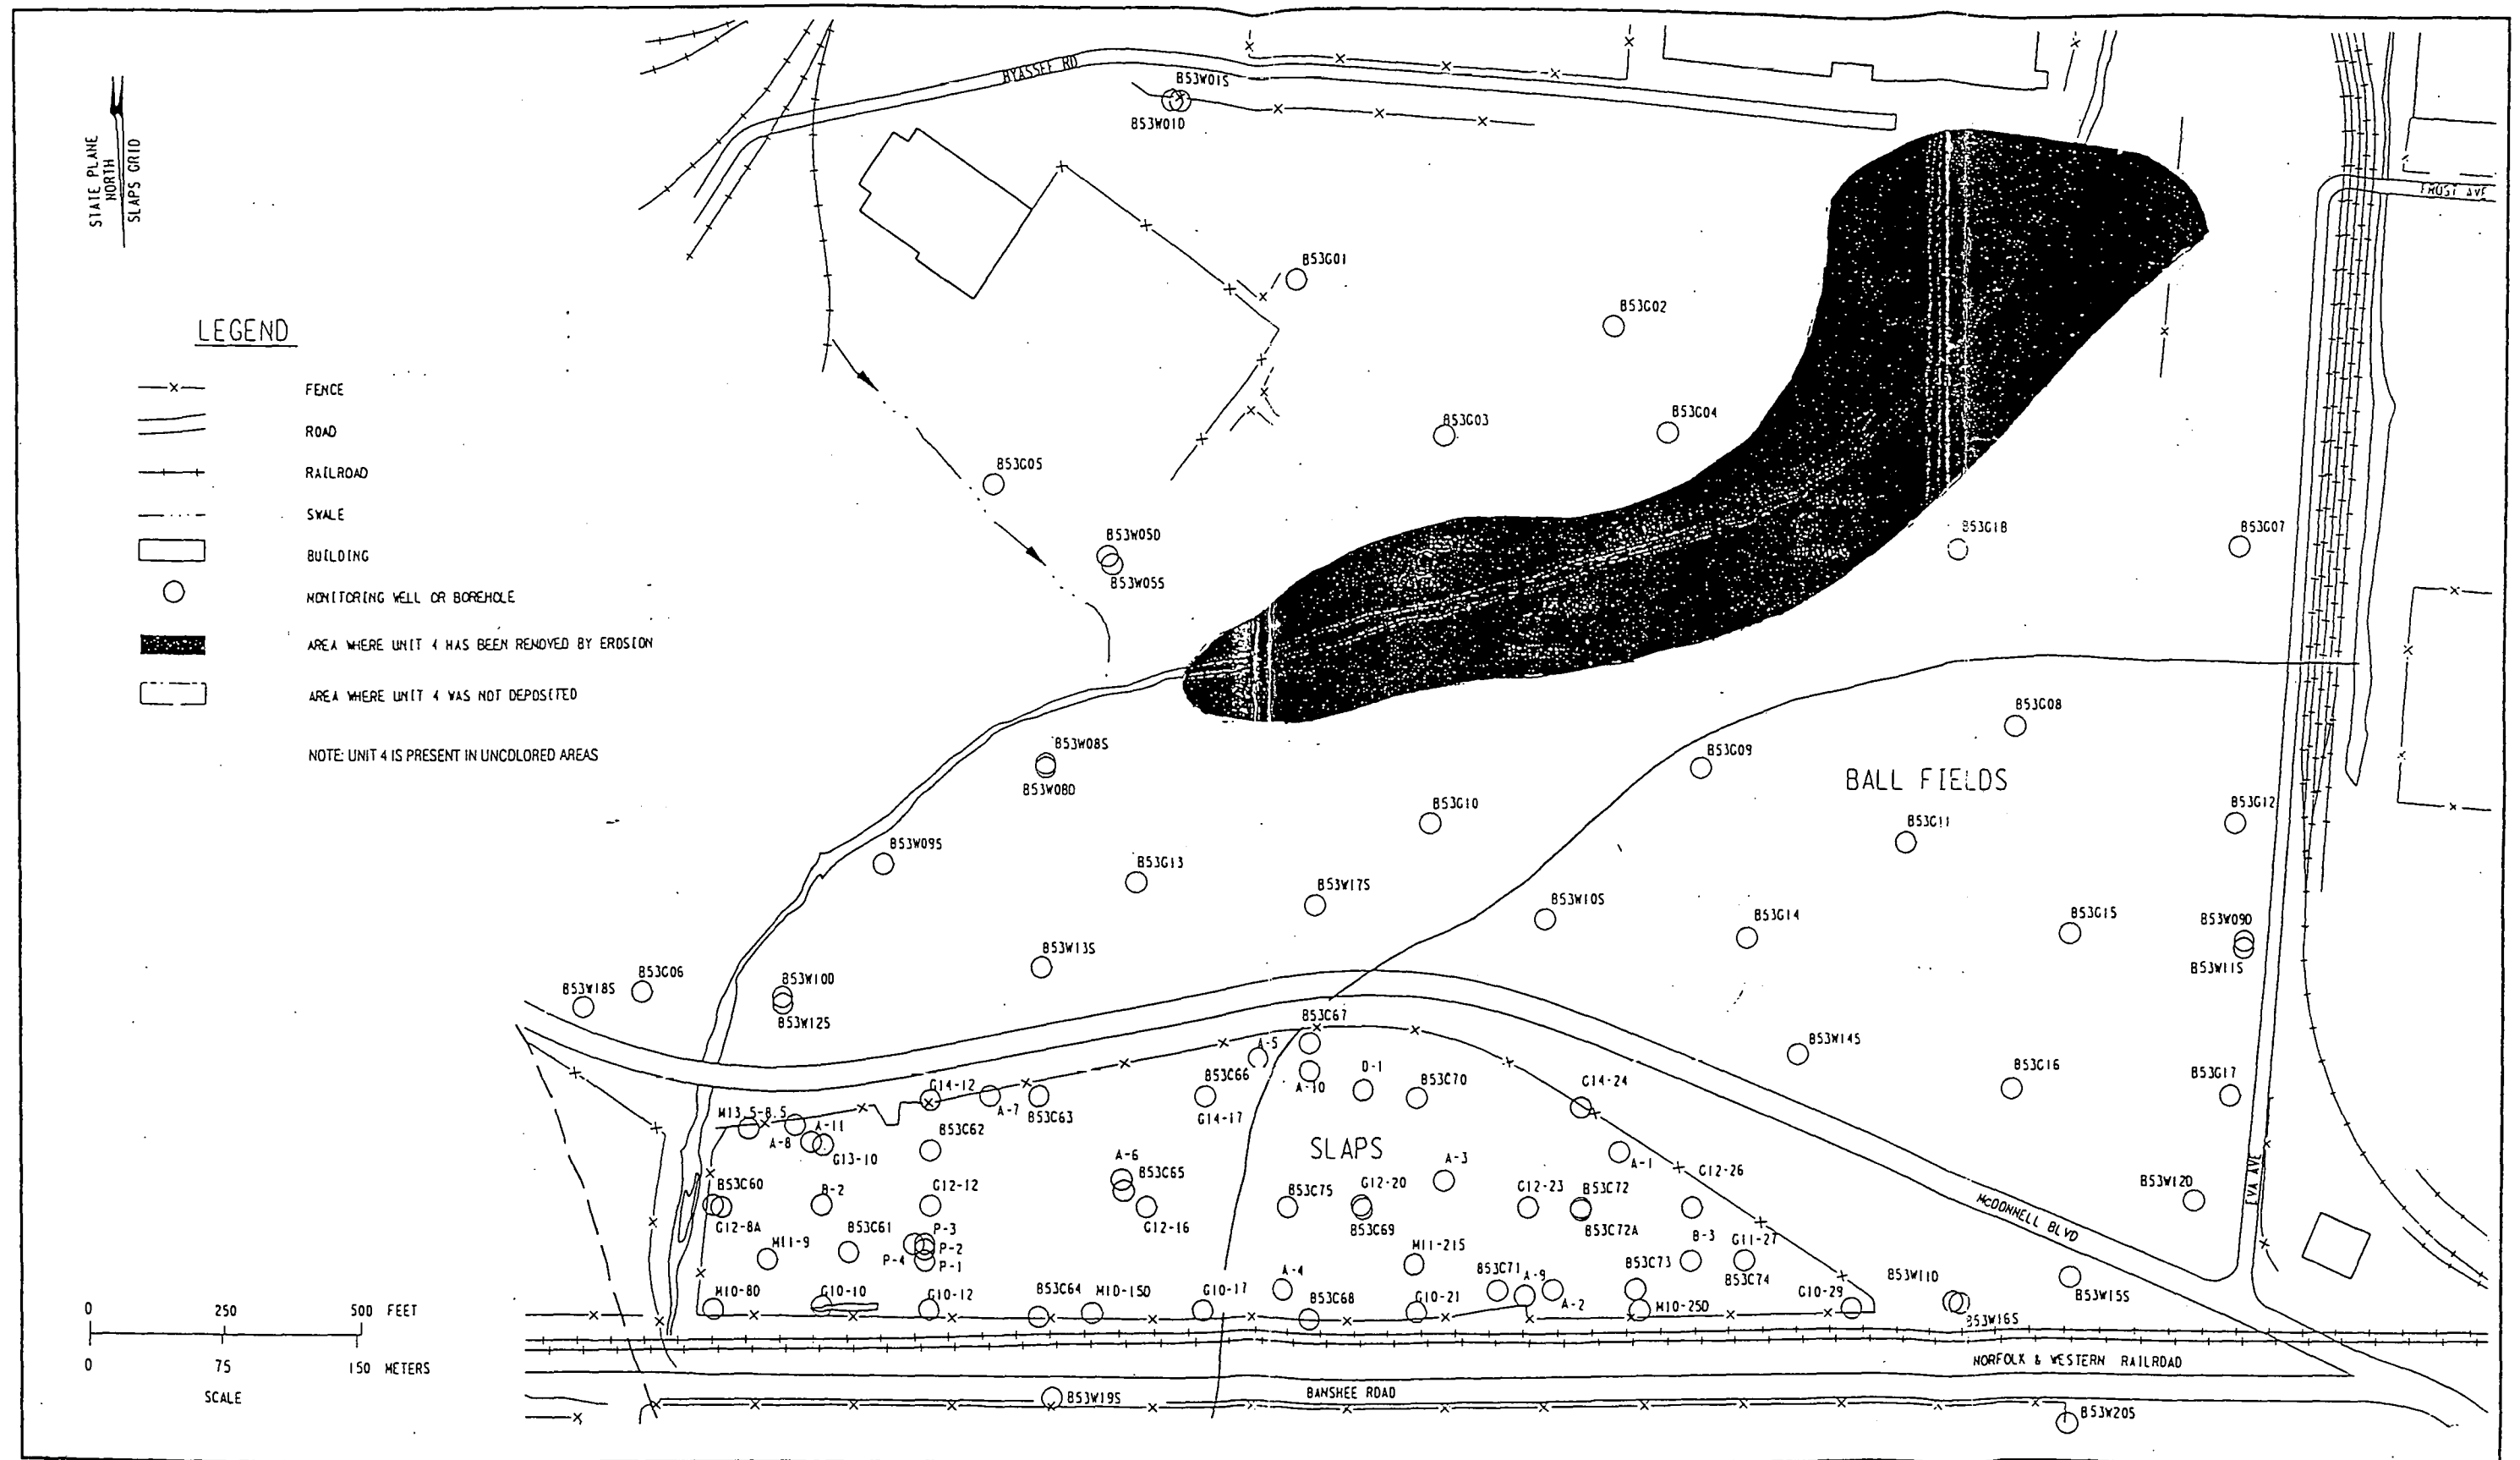 BYASSEE RD
B53W01S
B53W01D
STATE PLANE
NORTH
SLAPS GRID
FROST AVE
B53G01
B53G02
LEGEND
FENCE
ROAD
RAILROAD
SWALE
BUILDING
MONITORING WELL OR BOREHOLE
AREA WHERE UNIT 4 HAS BEEN REMOVED BY EROSION
AREA WHERE UNIT 4 WAS NOT DEPOSITED
NOTE: UNIT 4 IS PRESENT IN UNCOLORED AREAS
B53G03
B53G04
B53G05
B53W05D
B53W05S
B53G18
B53G07
B53G08
B53G09
BALL FIELDS
B53W08S
B53W08D
B53G10
B53G11
B53G12
B53W09S
B53G13
B53W17S
B53W10S
B53G14
B53G15
B53W09D
B53W11S
B53W13S
B53G06
B53W18S
B53W10D
B53W12S
B53C67
A-5
A-10
D-1
B53C70
G14-24
B53W14S
B53G16
B53G17
G14-12
A-7
B53C63
B53C66
G14-17
M13.5-8.5
A-8
A-11
G13-10
B53C62
SLAPS
A-6
B53C65
G12-16
A-3
A-1
G12-26
B53C60
G12-8A
B-2
G12-12
B53C75
G12-20
B53C69
G12-23
B53C72
B53C72A
MCDONNELL BLVD
B53W12D
EVA AVE
M11-9
B53C61
P-3
P-2
P-4
P-1
M11-21S
B-3
G11-27
B53C74
B53C73
B53C71
A-9
A-2
A-4
M10-8D
G10-10
G10-12
B53C64
M10-15D
G10-17
B53C68
G10-21
M10-25D
G10-29
B53W11D
B53W16S
B53W15S
0 250 500 FEET
0 75 150 METERS
SCALE
NORFOLK & WESTERN RAILROAD
BANSHEE ROAD
B53W19S
B53W20S